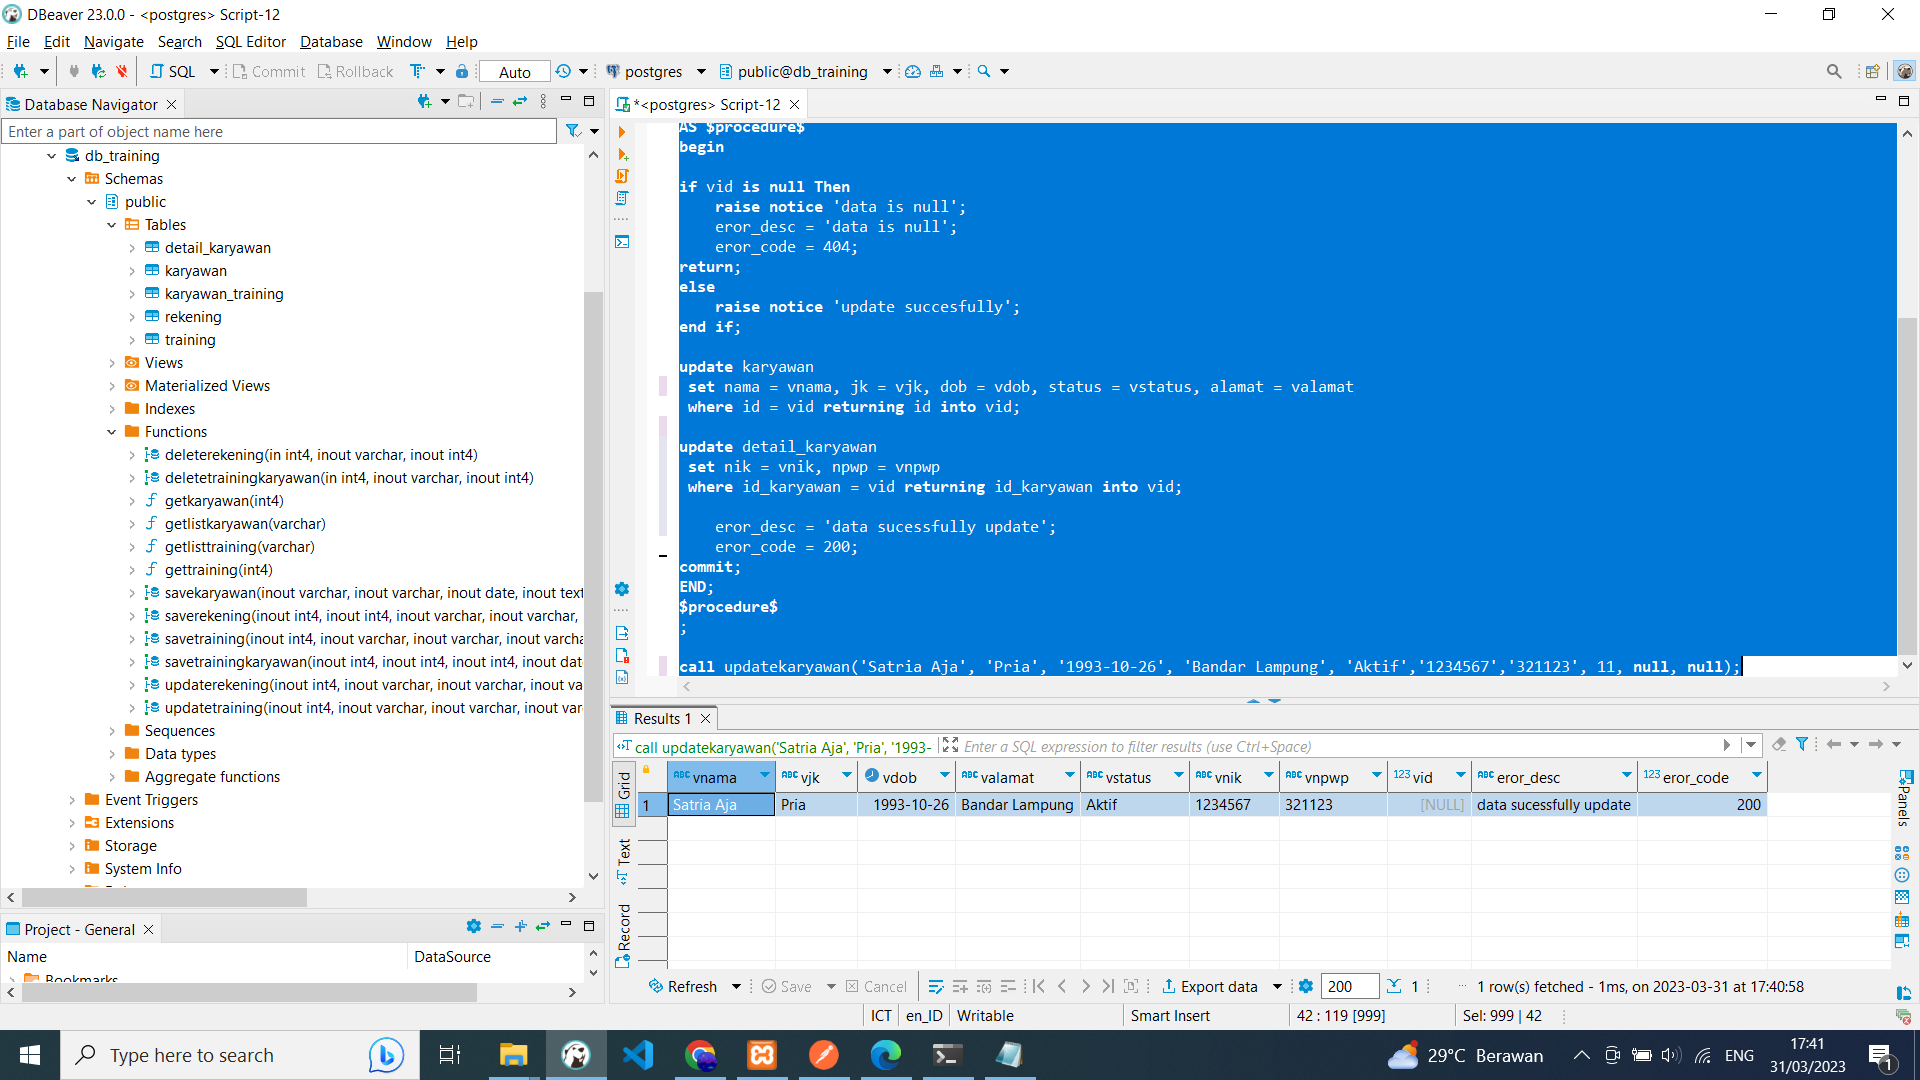 DBeaver 23.0.0 - <postgres> Script-12
File Edit Navigate Search SQL Editor Database Window Help
SQL Commit Rollback Auto postgres public@db_training
Database Navigator
Enter a part of object name here
db_training
Schemas
public
Tables
detail_karyawan
karyawan
karyawan_training
rekening
training
Views
Materialized Views
Indexes
Functions
deleterekening(in int4, inout varchar, inout int4)
deletetrainingkaryawan(in int4, inout varchar, inout int4)
getkaryawan(int4)
getlistkaryawan(varchar)
getlisttraining(varchar)
gettraining(int4)
savekaryawan(inout varchar, inout varchar, inout date, inout text
saverekening(inout int4, inout int4, inout varchar, inout varchar,
savetraining(inout int4, inout varchar, inout varchar, inout varcha
savetrainingkaryawan(inout int4, inout int4, inout int4, inout dat
updaterekening(inout int4, inout varchar, inout varchar, inout va
updatetraining(inout int4, inout varchar, inout varchar, inout var
Sequences
Data types
Aggregate functions
Event Triggers
Extensions
Storage
System Info
Project - General
Name DataSource
Bookmarks
*<postgres> Script-12
AS $procedure$
begin
if vid is null Then
raise notice 'data is null';
eror_desc = 'data is null';
eror_code = 404;
return;
else
raise notice 'update succesfully';
end if;
update karyawan
set nama = vnama, jk = vjk, dob = vdob, status = vstatus, alamat = valamat
where id = vid returning id into vid;
update detail_karyawan
set nik = vnik, npwp = vnpwp
where id_karyawan = vid returning id_karyawan into vid;
eror_desc = 'data sucessfully update';
eror_code = 200;
commit;
END;
$procedure$
;
call updatekaryawan('Satria Aja', 'Pria', '1993-10-26', 'Bandar Lampung', 'Aktif','1234567','321123', 11, null, null);
Results 1
call updatekaryawan('Satria Aja', 'Pria', '1993- Enter a SQL expression to filter results (use Ctrl+Space)
Grid
Text
Record
Panels
ABC vnama ABC vjk vdob ABC valamat ABC vstatus ABC vnik ABC vnpwp 123 vid ABC eror_desc 123 eror_code
1 Satria Aja Pria 1993-10-26 Bandar Lampung Aktif 1234567 321123 [NULL] data sucessfully update 200
Refresh Save Cancel Export data 200 1 1 row(s) fetched - 1ms, on 2023-03-31 at 17:40:58
ICT en_ID Writable Smart Insert 42 : 119 [999] Sel: 999 | 42
Type here to search
29°C Berawan ENG
17:41
31/03/2023
1